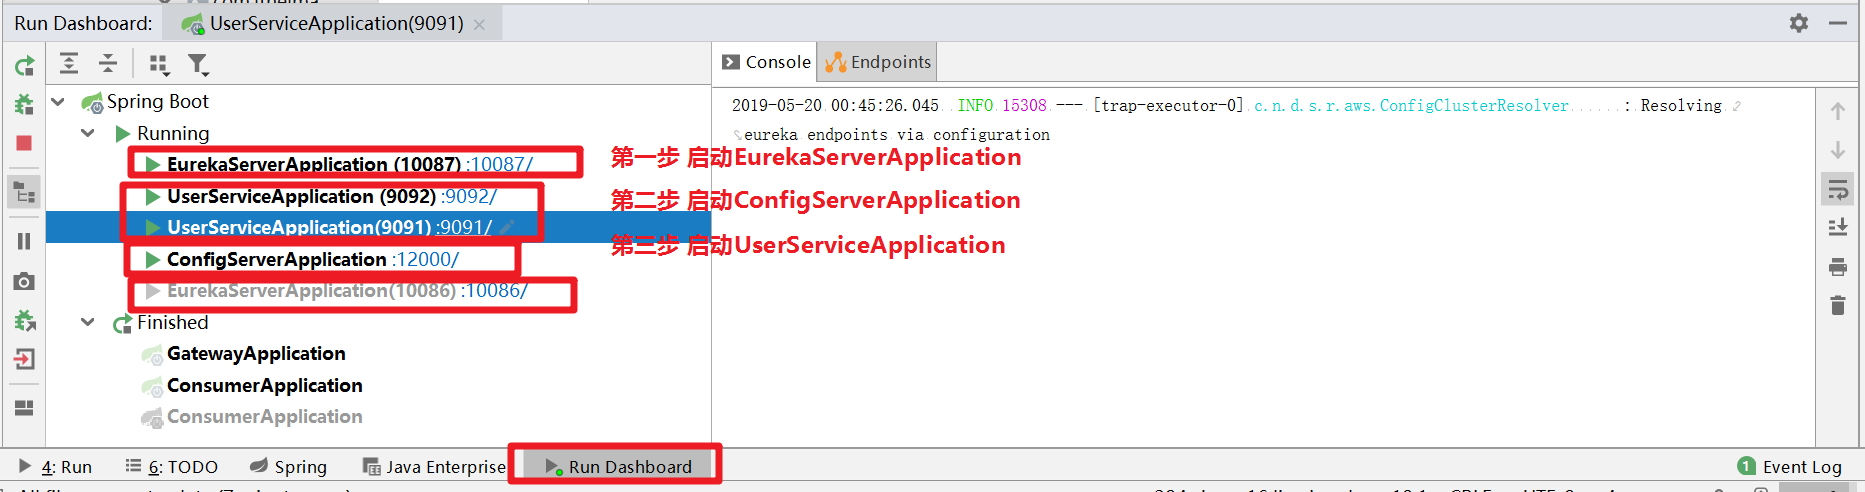 Run Dashboard: UserServiceApplication(9091)
Console Endpoints
Spring Boot
Running
EurekaServerApplication (10087) :10087/
UserServiceApplication (9092) :9092/
UserServiceApplication(9091) :9091/
ConfigServerApplication :12000/
EurekaServerApplication(10086) :10086/
Finished
GatewayApplication
ConsumerApplication
ConsumerApplication
2019-05-20 00:45:26.045 INFO 15308 --- [trap-executor-0] c.n.d.s.r.aws.ConfigClusterResolver : Resolving
eureka endpoints via configuration
第一步 启动EurekaServerApplication
第二步 启动ConfigServerApplication
第三步 启动UserServiceApplication
4: Run 6: TODO Spring Java Enterprise Run Dashboard 1 Event Log